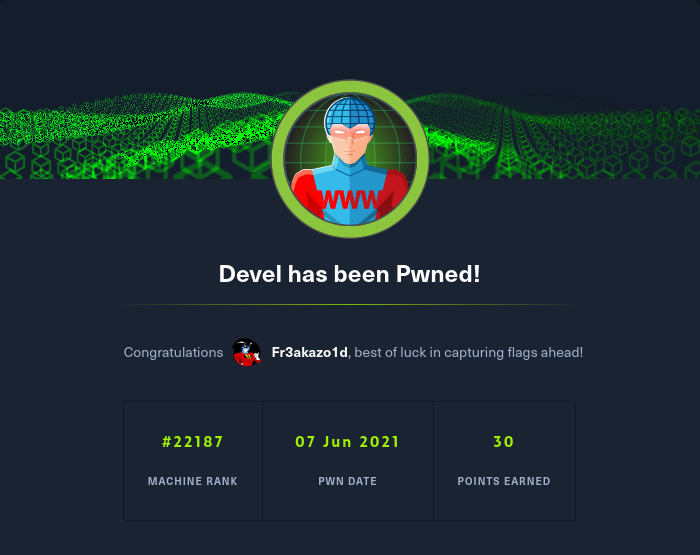 WWW
Devel has been Pwned!
Congratulations Fr3akazo1d, best of luck in capturing flags ahead!
#22187 07 Jun 2021 30
MACHINE RANK PWN DATE POINTS EARNED